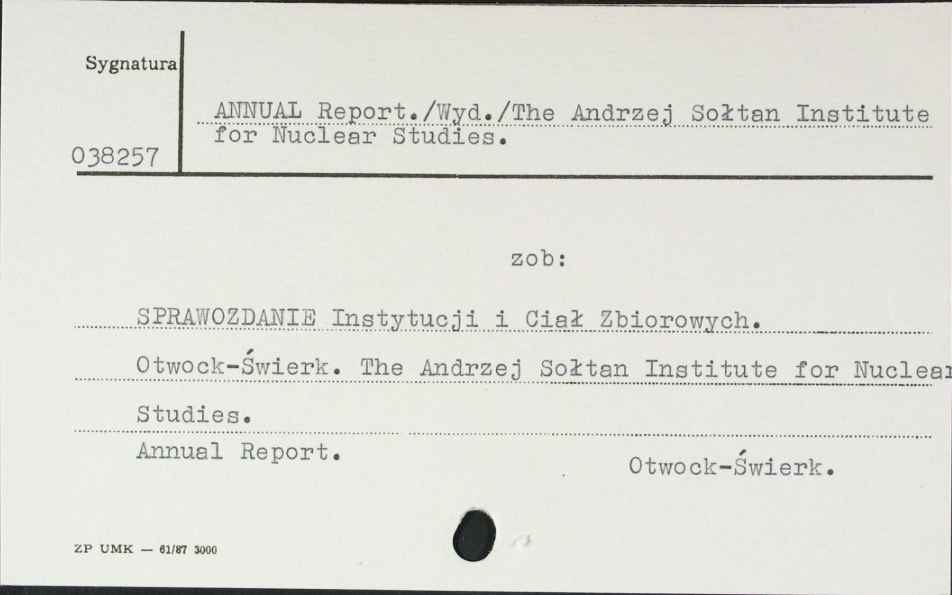 Sygnatura
ANNUAL Report./Wyd./The Andrzej Sołtan Institute
for Nuclear Studies.
038257
zob:
SPRAWOZDANIE Instytucji i Ciał Zbiorowych.
Otwock-Świerk. The Andrzej Sołtan Institute for Nuclear
Studies.
Annual Report.
Otwock-Świerk.
ZP UMK — 61/87 3000